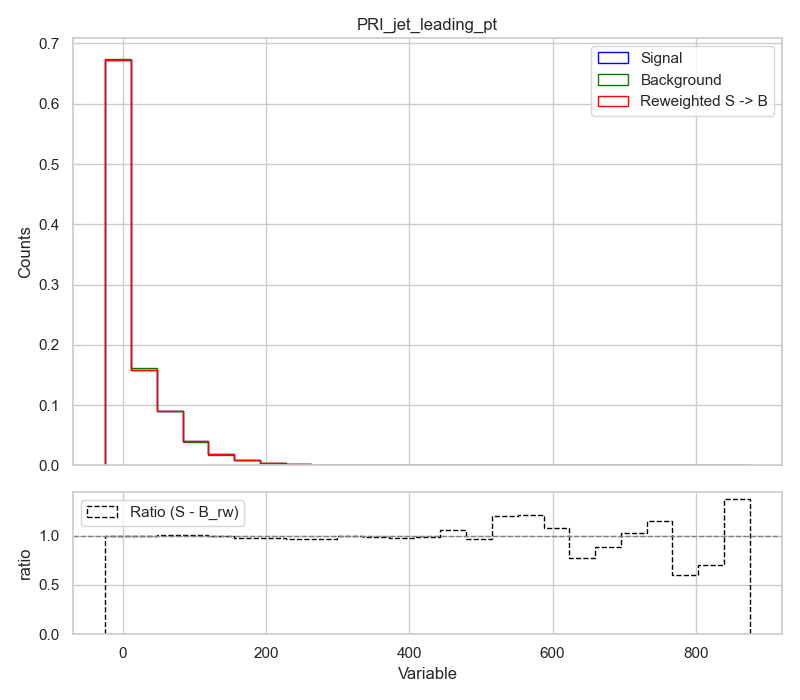 PRI_jet_leading_pt
0.7
0.6
0.5
0.4
0.3
0.2
0.1
0.0
Counts
Signal
Background
Reweighted S -> B
Ratio (S - B_rw)
1.0
0.5
0.0
ratio
0 200 400 600 800
Variable